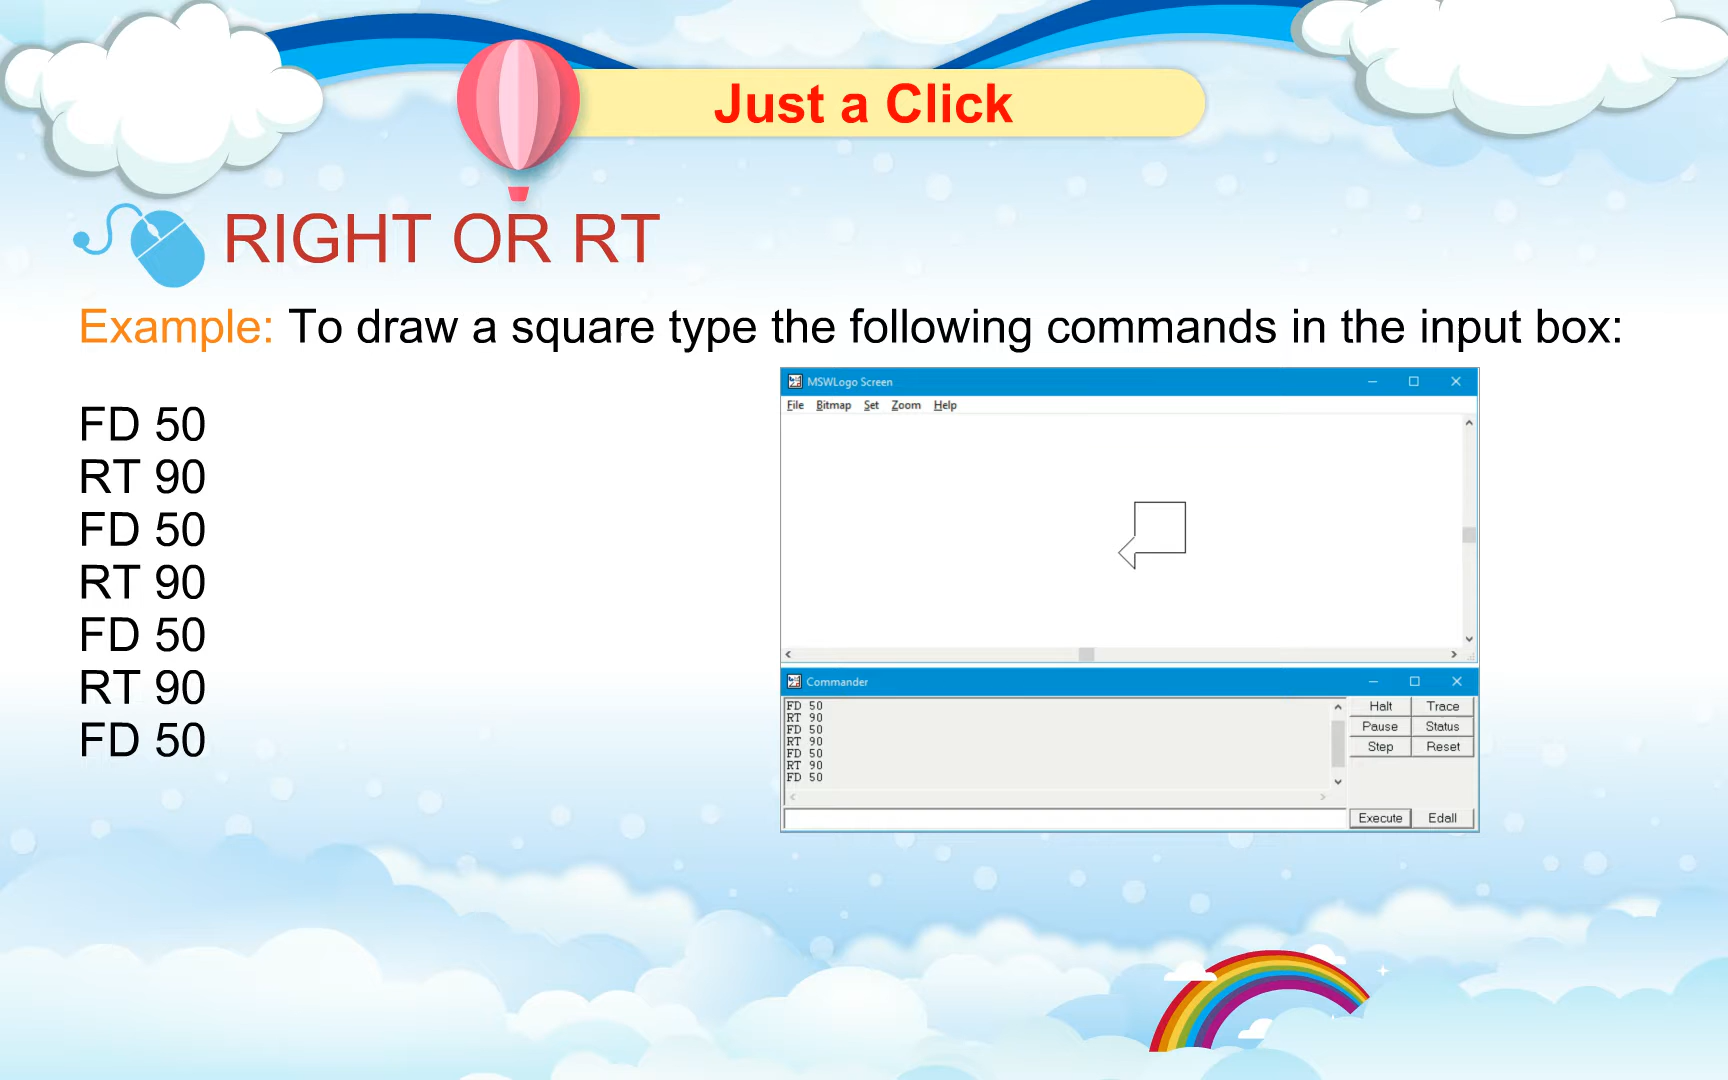 Just a Click
RIGHT OR RT
Example: To draw a square type the following commands in the input box:
FD 50
RT 90
FD 50
RT 90
FD 50
RT 90
FD 50
MSWLogo Screen
File Bitmap Set Zoom Help
Commander
FD 50
RT 90
FD 50
RT 90
FD 50
RT 90
FD 50
Halt Trace
Pause Status
Step Reset
Execute Edall